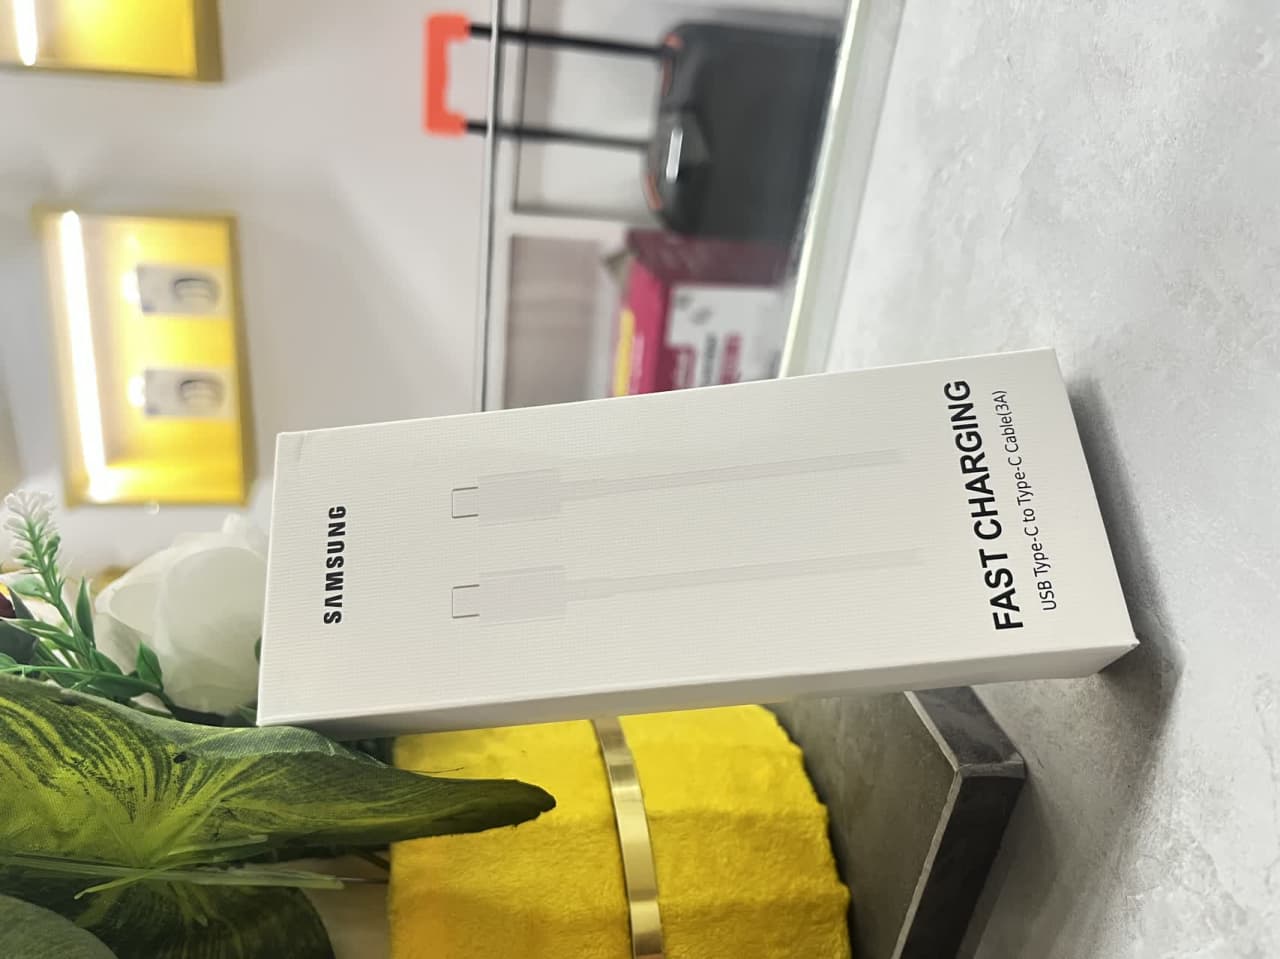 SAMSUNG
FAST CHARGING
USB Type-C to Type-C Cable(3A)